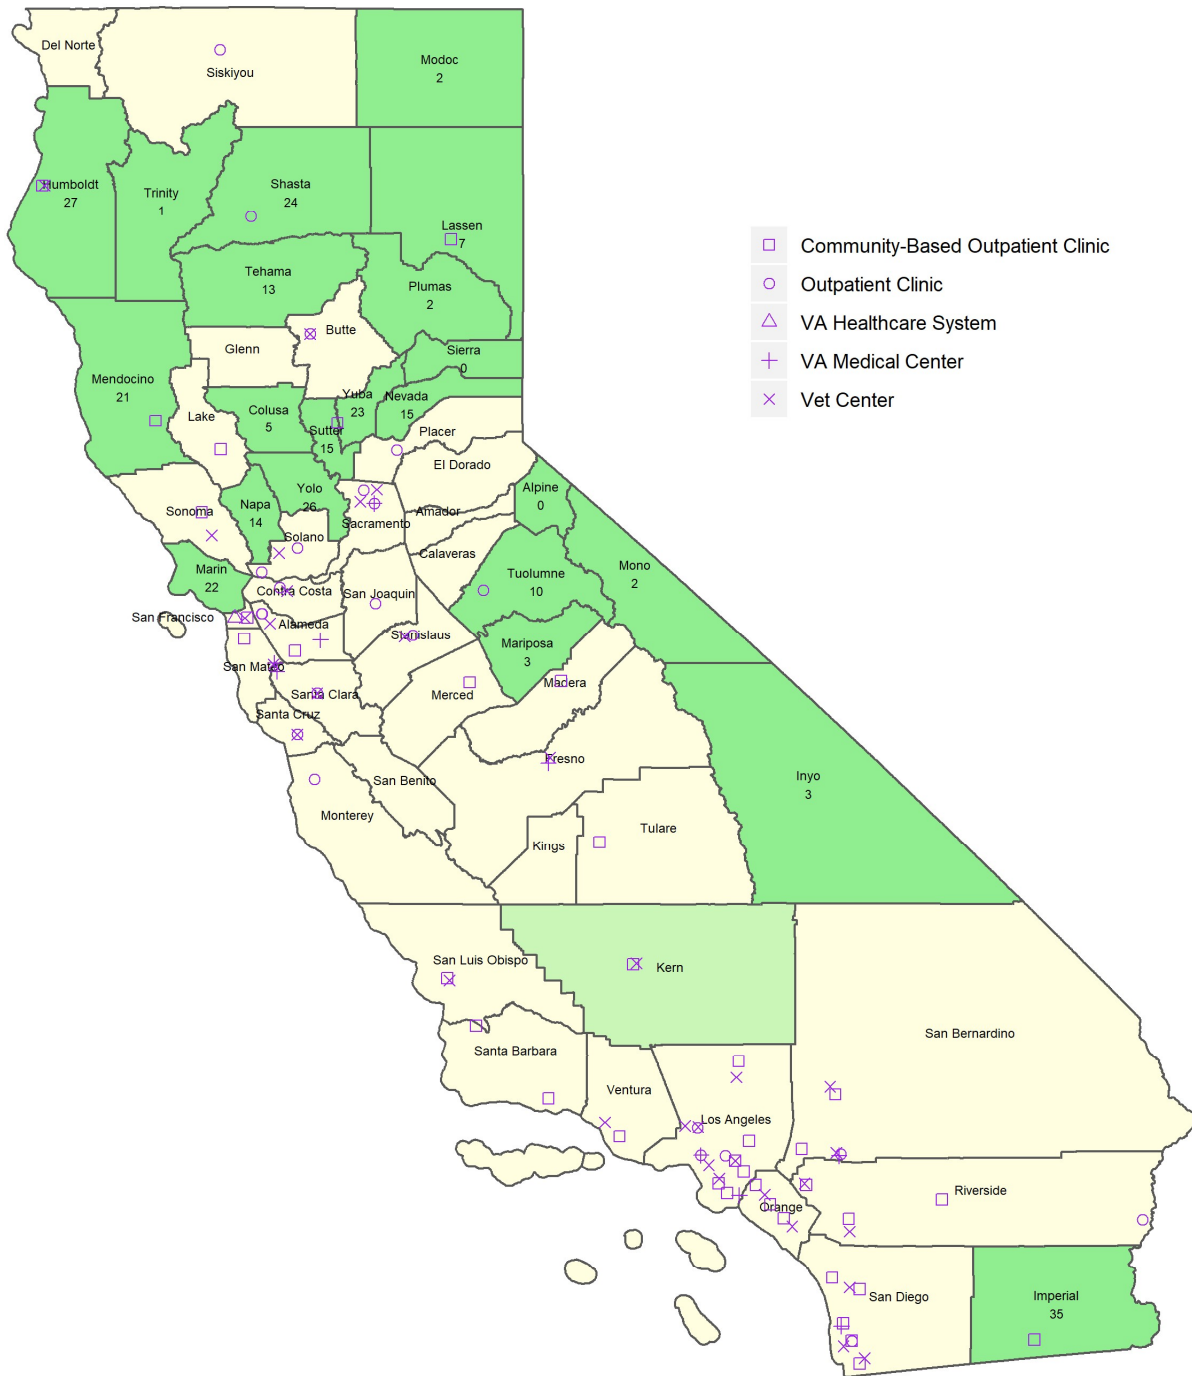 Del Norte
Siskiyou
Modoc
2
Humboldt
27
Trinity
1
Shasta
24
Lassen
7
Community-Based Outpatient Clinic
Outpatient Clinic
VA Healthcare System
VA Medical Center
Vet Center
Tehama
13
Plumas
2
Butte
Glenn
Sierra
0
Mendocino
21
Lake
Colusa
5
Sutter
15
Yuba
23
Nevada
15
Placer
El Dorado
Sonoma
Napa
14
Yolo
26
Sacramento
Amador
Alpine
0
Solano
Calaveras
Marin
22
Contra Costa
San Joaquin
Tuolumne
10
Mono
2
San Francisco
Alameda
Stanislaus
Mariposa
3
San Mateo
Santa Clara
Merced
Madera
Santa Cruz
Fresno
San Benito
Inyo
3
Monterey
Kings
Tulare
San Luis Obispo
Kern
San Bernardino
Santa Barbara
Ventura
Los Angeles
Riverside
Orange
San Diego
Imperial
35